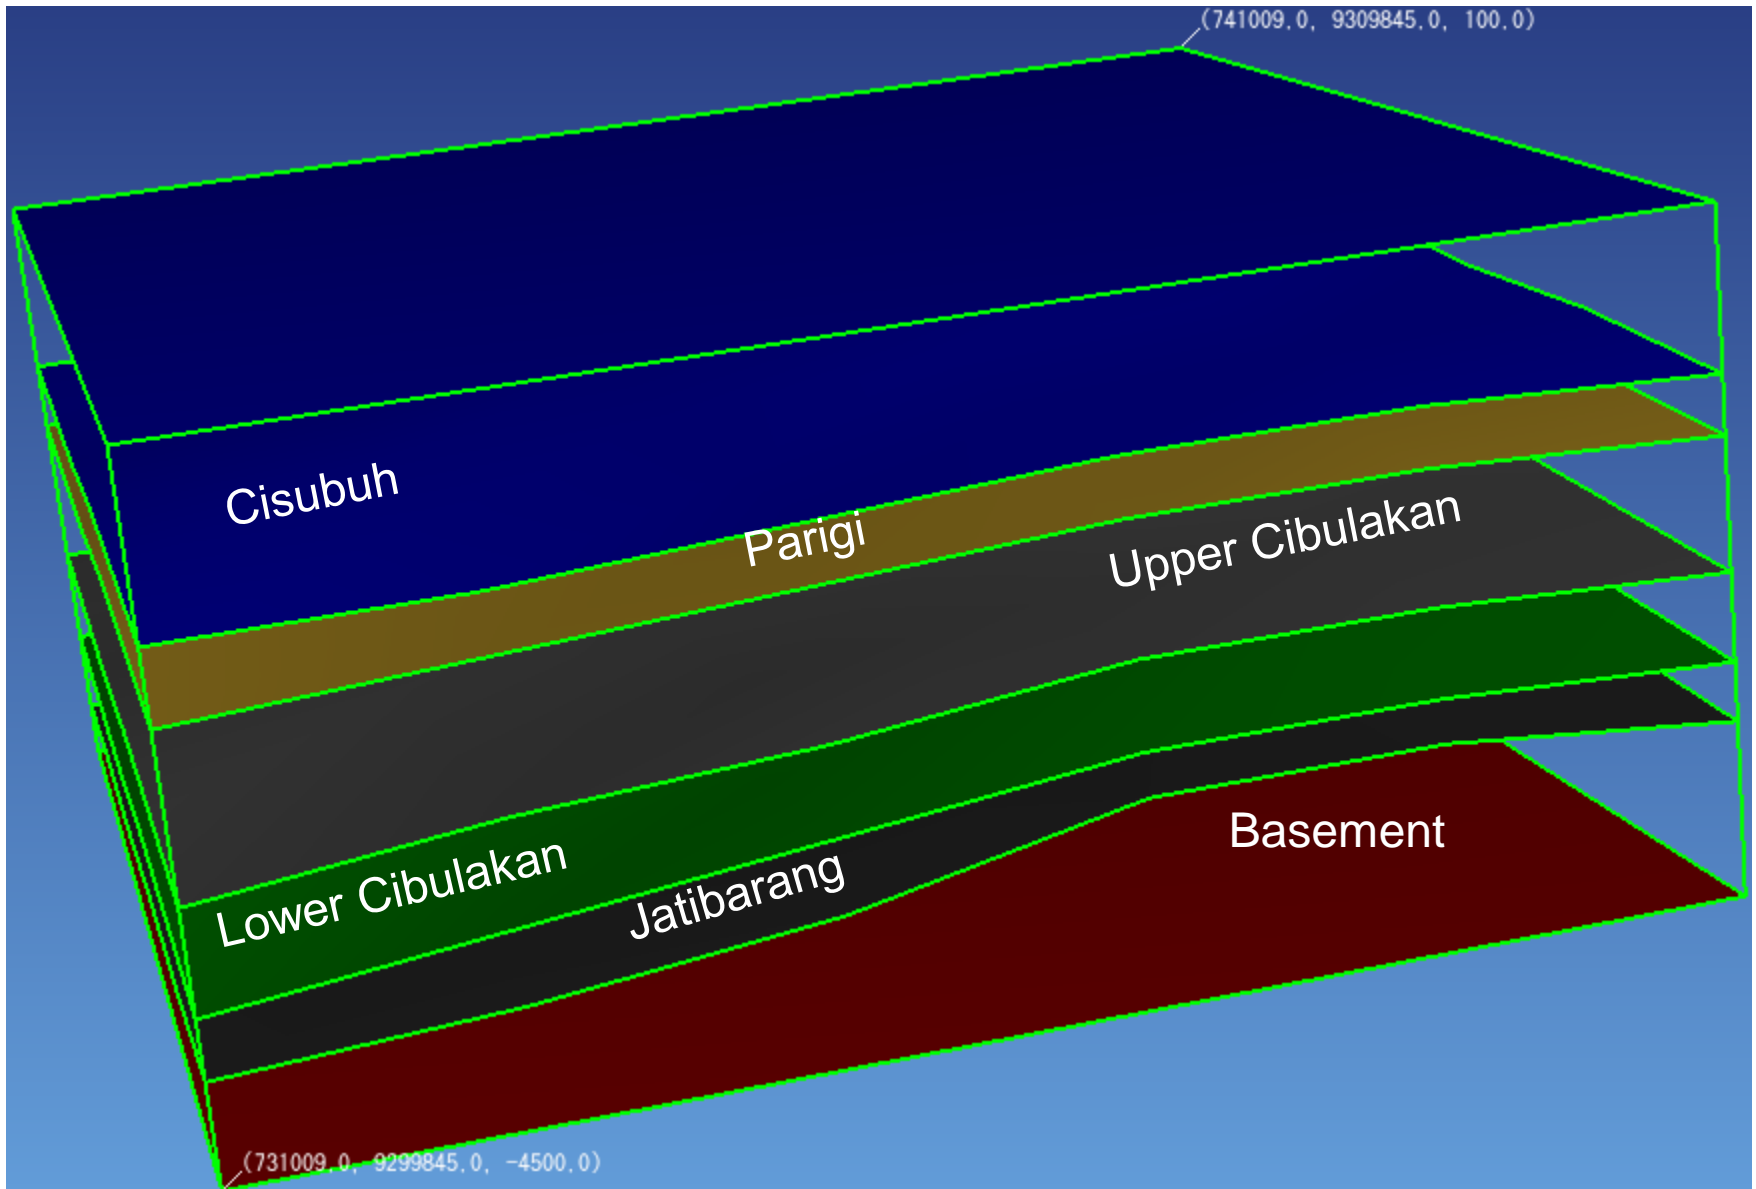 (741009.0, 9309845.0, 100.0)
Cisubuh
Parigi
Upper Cibulakan
Lower Cibulakan
Jatibarang
Basement
(731009.0, 9299845.0, -4500.0)